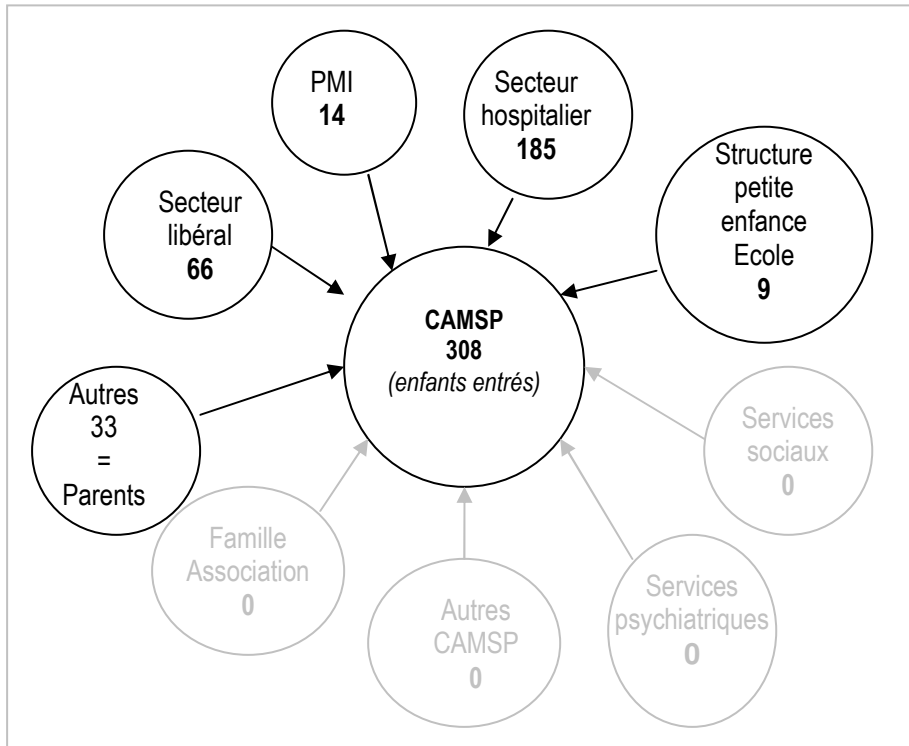 PMI
14
Secteur
hospitalier
185
Structure
petite
enfance
Ecole
9
Secteur
libéral
66
CAMSP
308
(enfants entrés)
Autres
33
=
Parents
Services
sociaux
0
Famille
Association
0
Autres
CAMSP
0
Services
psychiatriques
0